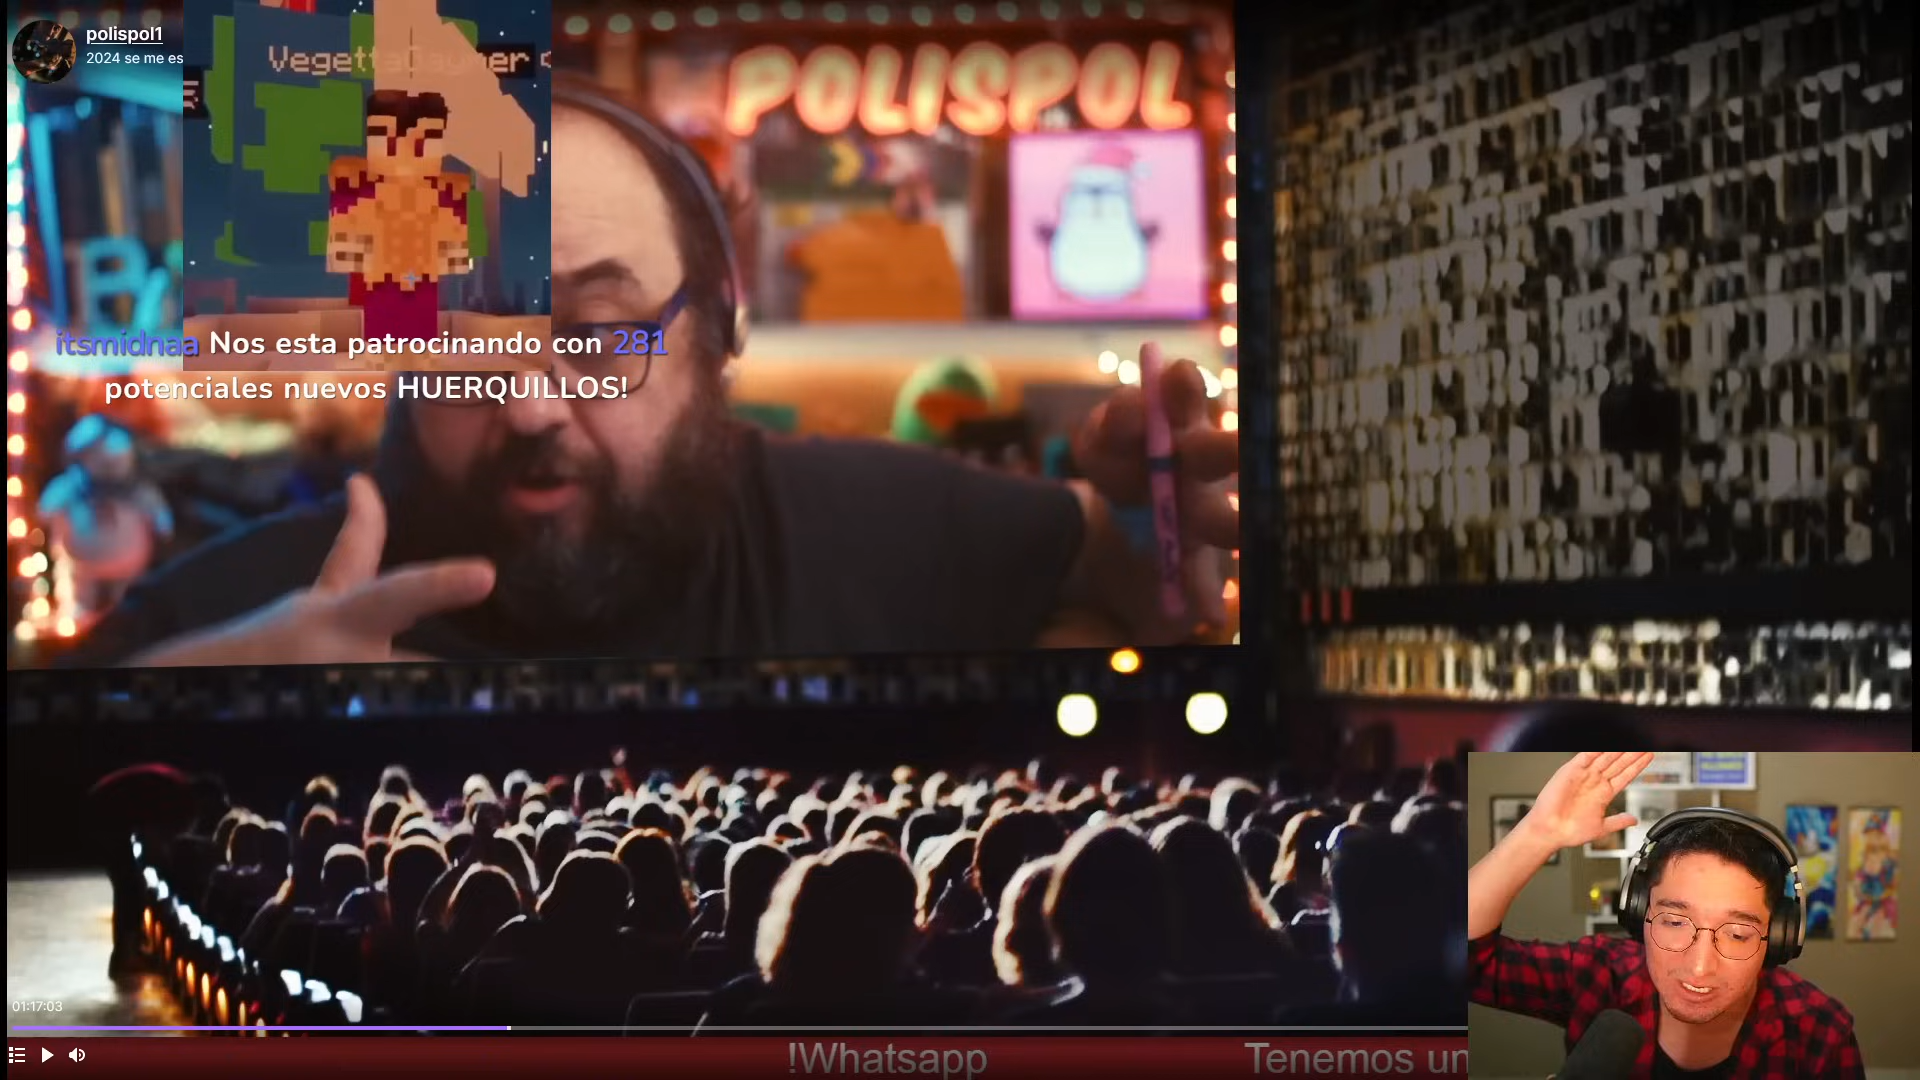 polispol1
2024 se me es
VegettaGaymer
POLISPOL
itsmidnaa Nos esta patrocinando con 281
potenciales nuevos HUERQUILLOS!
01:17:03
!Whatsapp
Tenemos un